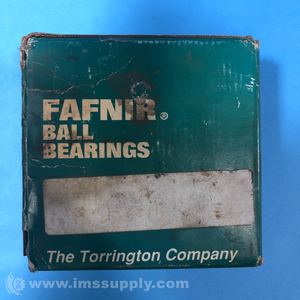 FAFNIR®
BALL
BEARINGS
The Torrington Company
© www.imssupply.com